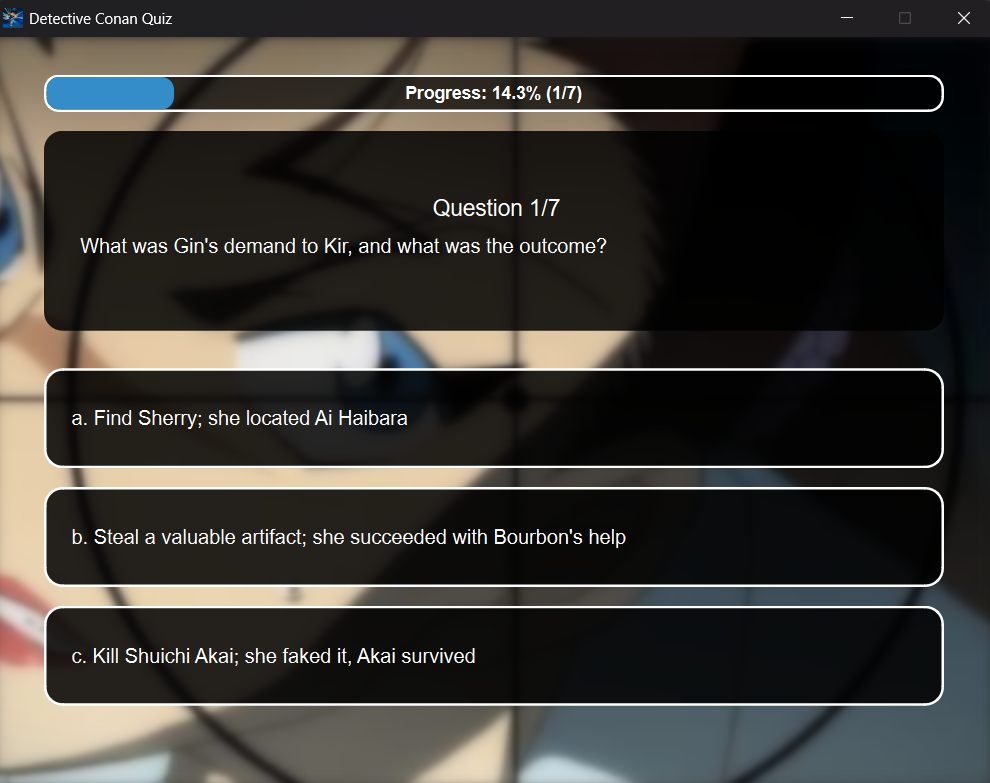 Detective Conan Quiz
Progress: 14.3% (1/7)
Question 1/7
What was Gin's demand to Kir, and what was the outcome?
a. Find Sherry; she located Ai Haibara
b. Steal a valuable artifact; she succeeded with Bourbon's help
c. Kill Shuichi Akai; she faked it, Akai survived